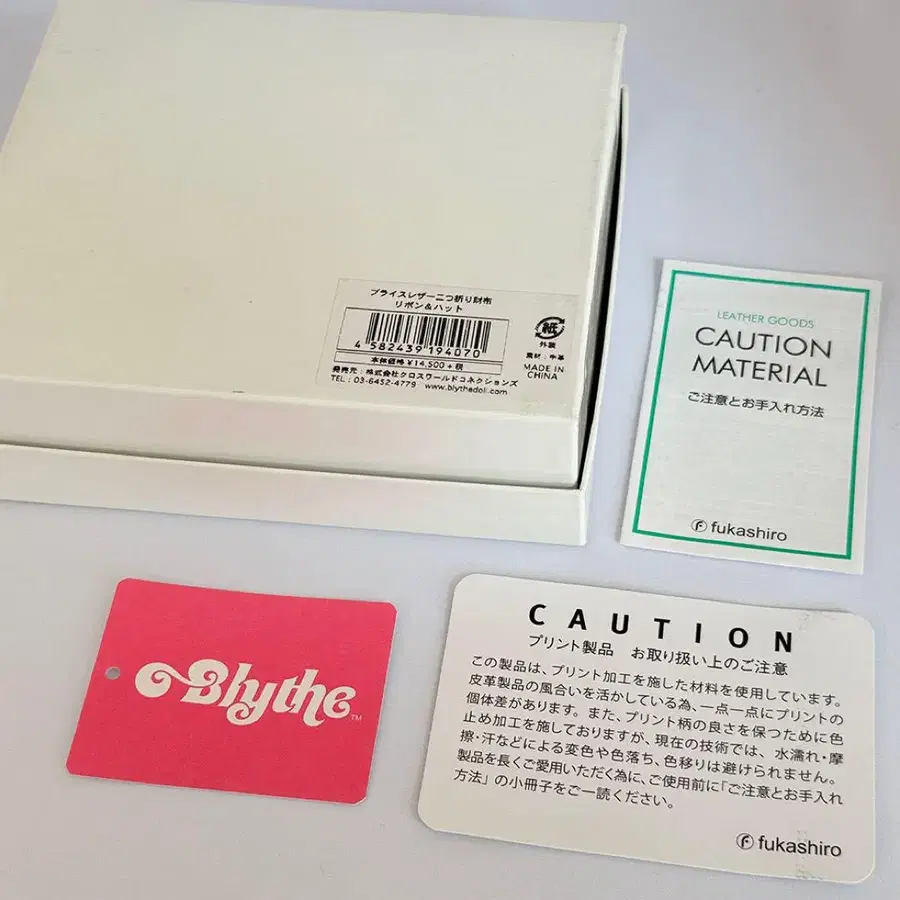 ブライスレザー二つ折り財布
リボン&ハット
4 582439 194070
本体価格 ¥14,500+税
紙
外装
素材:牛革
MADE IN
CHINA
発売元:株式会社クロスワールドコネクションズ
TEL:03-6452-4779 www.blythedoll.com
LEATHER GOODS
CAUTION
MATERIAL
ご注意とお手入れ方法
f fukashiro
Blythe
TM
CAUTION
プリント製品 お取り扱い上のご注意
この製品は、プリント加工を施した材料を使用しています。
皮革製品の風合いを活かしている為、一点一点にプリントの
個体差があります。また、プリント柄の良さを保つために色
止め加工を施しておりますが、現在の技術では、水濡れ・摩
擦・汗などによる変色や色落ち、色移りは避けられません。
製品を長くご愛用いただく為に、ご使用前に「ご注意とお手入れ
方法」の小冊子をご一読ください。
f fukashiro